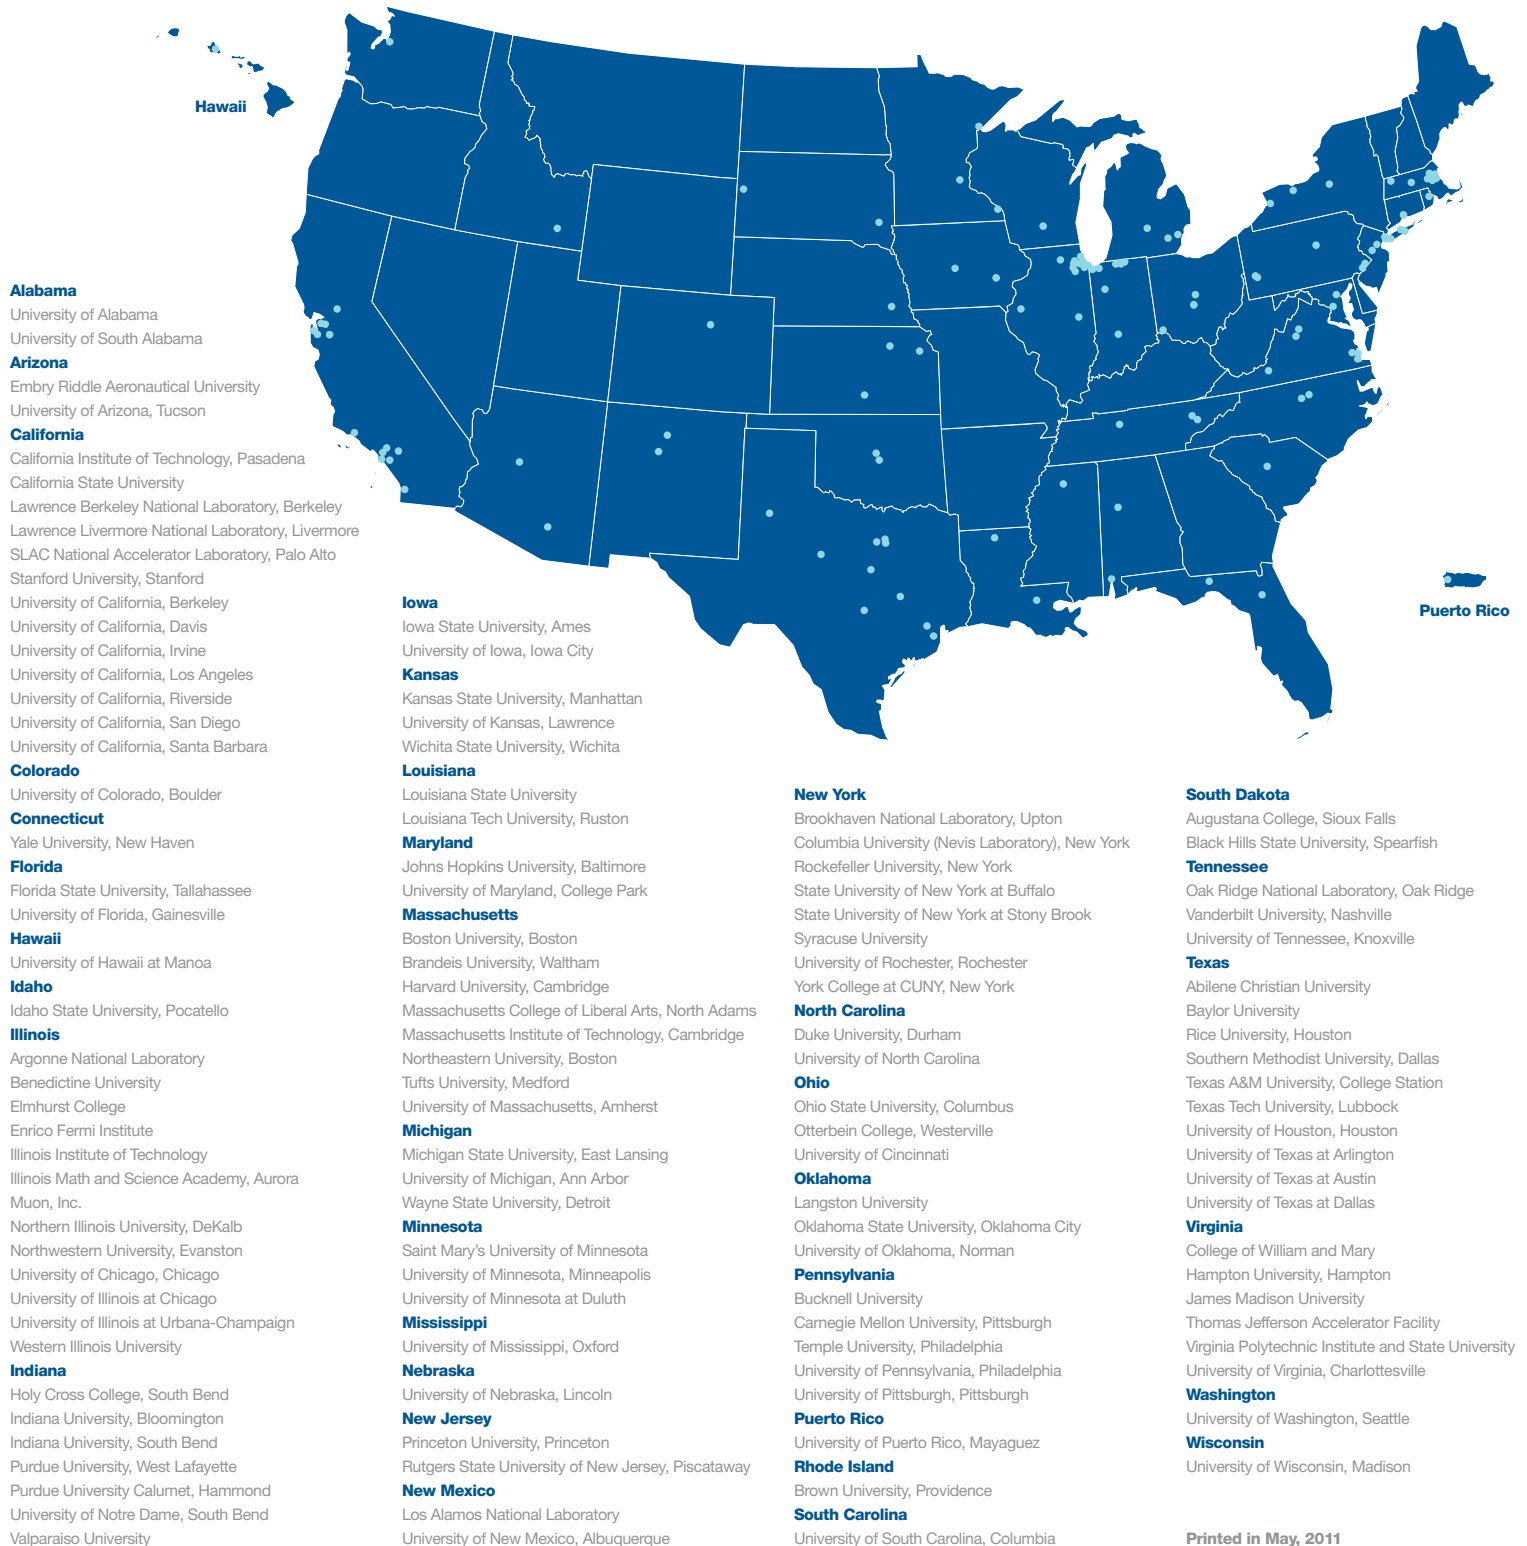 Hawaii
Puerto Rico
Alabama
University of Alabama
University of South Alabama
Arizona
Embry Riddle Aeronautical University
University of Arizona, Tucson
California
California Institute of Technology, Pasadena
California State University
Lawrence Berkeley National Laboratory, Berkeley
Lawrence Livermore National Laboratory, Livermore
SLAC National Accelerator Laboratory, Palo Alto
Stanford University, Stanford
University of California, Berkeley
University of California, Davis
University of California, Irvine
University of California, Los Angeles
University of California, Riverside
University of California, San Diego
University of California, Santa Barbara
Colorado
University of Colorado, Boulder
Connecticut
Yale University, New Haven
Florida
Florida State University, Tallahassee
University of Florida, Gainesville
Hawaii
University of Hawaii at Manoa
Idaho
Idaho State University, Pocatello
Illinois
Argonne National Laboratory
Benedictine University
Elmhurst College
Enrico Fermi Institute
Illinois Institute of Technology
Illinois Math and Science Academy, Aurora
Muon, Inc.
Northern Illinois University, DeKalb
Northwestern University, Evanston
University of Chicago, Chicago
University of Illinois at Chicago
University of Illinois at Urbana-Champaign
Western Illinois University
Indiana
Holy Cross College, South Bend
Indiana University, Bloomington
Indiana University, South Bend
Purdue University, West Lafayette
Purdue University Calumet, Hammond
University of Notre Dame, South Bend
Valparaiso University
Iowa
Iowa State University, Ames
University of Iowa, Iowa City
Kansas
Kansas State University, Manhattan
University of Kansas, Lawrence
Wichita State University, Wichita
Louisiana
Louisiana State University
Louisiana Tech University, Ruston
Maryland
Johns Hopkins University, Baltimore
University of Maryland, College Park
Massachusetts
Boston University, Boston
Brandeis University, Waltham
Harvard University, Cambridge
Massachusetts College of Liberal Arts, North Adams
Massachusetts Institute of Technology, Cambridge
Northeastern University, Boston
Tufts University, Medford
University of Massachusetts, Amherst
Michigan
Michigan State University, East Lansing
University of Michigan, Ann Arbor
Wayne State University, Detroit
Minnesota
Saint Mary's University of Minnesota
University of Minnesota, Minneapolis
University of Minnesota at Duluth
Mississippi
University of Mississippi, Oxford
Nebraska
University of Nebraska, Lincoln
New Jersey
Princeton University, Princeton
Rutgers State University of New Jersey, Piscataway
New Mexico
Los Alamos National Laboratory
University of New Mexico, Albuquerque
New York
Brookhaven National Laboratory, Upton
Columbia University (Nevis Laboratory), New York
Rockefeller University, New York
State University of New York at Buffalo
State University of New York at Stony Brook
Syracuse University
University of Rochester, Rochester
York College at CUNY, New York
North Carolina
Duke University, Durham
University of North Carolina
Ohio
Ohio State University, Columbus
Otterbein College, Westerville
University of Cincinnati
Oklahoma
Langston University
Oklahoma State University, Oklahoma City
University of Oklahoma, Norman
Pennsylvania
Bucknell University
Carnegie Mellon University, Pittsburgh
Temple University, Philadelphia
University of Pennsylvania, Philadelphia
University of Pittsburgh, Pittsburgh
Puerto Rico
University of Puerto Rico, Mayaguez
Rhode Island
Brown University, Providence
South Carolina
University of South Carolina, Columbia
South Dakota
Augustana College, Sioux Falls
Black Hills State University, Spearfish
Tennessee
Oak Ridge National Laboratory, Oak Ridge
Vanderbilt University, Nashville
University of Tennessee, Knoxville
Texas
Abilene Christian University
Baylor University
Rice University, Houston
Southern Methodist University, Dallas
Texas A&M University, College Station
Texas Tech University, Lubbock
University of Houston, Houston
University of Texas at Arlington
University of Texas at Austin
University of Texas at Dallas
Virginia
College of William and Mary
Hampton University, Hampton
James Madison University
Thomas Jefferson Accelerator Facility
Virginia Polytechnic Institute and State University
University of Virginia, Charlottesville
Washington
University of Washington, Seattle
Wisconsin
University of Wisconsin, Madison
Printed in May, 2011